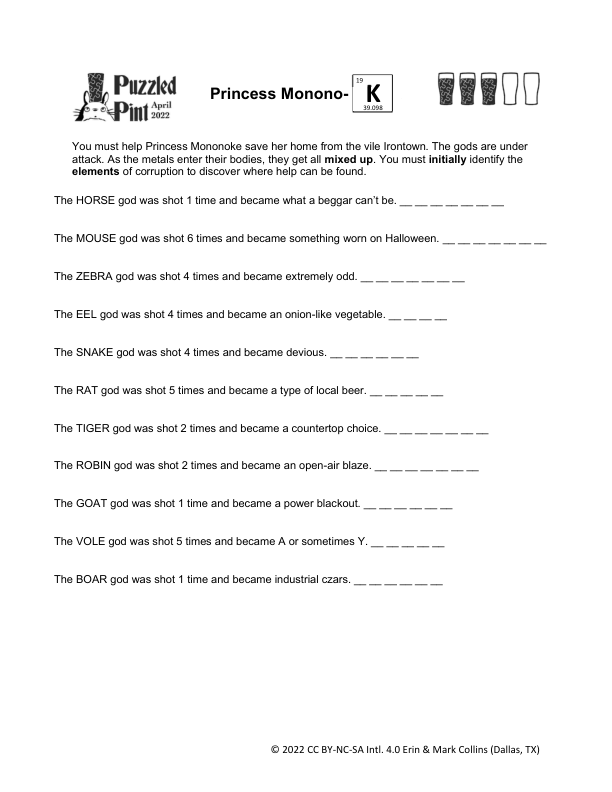 Puzzled
Pint April
2022
Princess Monono-
19
K
39.098
You must help Princess Mononoke save her home from the vile Irontown. The gods are under
attack. As the metals enter their bodies, they get all mixed up. You must initially identify the
elements of corruption to discover where help can be found.
The HORSE god was shot 1 time and became what a beggar can’t be. __ __ __ __ __ __ __
The MOUSE god was shot 6 times and became something worn on Halloween. __ __ __ __ __ __ __
The ZEBRA god was shot 4 times and became extremely odd. __ __ __ __ __ __ __
The EEL god was shot 4 times and became an onion-like vegetable. __ __ __ __
The SNAKE god was shot 4 times and became devious. __ __ __ __ __ __
The RAT god was shot 5 times and became a type of local beer. __ __ __ __ __
The TIGER god was shot 2 times and became a countertop choice. __ __ __ __ __ __ __
The ROBIN god was shot 2 times and became an open-air blaze. __ __ __ __ __ __ __
The GOAT god was shot 1 time and became a power blackout. __ __ __ __ __ __
The VOLE god was shot 5 times and became A or sometimes Y. __ __ __ __ __
The BOAR god was shot 1 time and became industrial czars. __ __ __ __ __ __
© 2022 CC BY-NC-SA Intl. 4.0 Erin & Mark Collins (Dallas, TX)